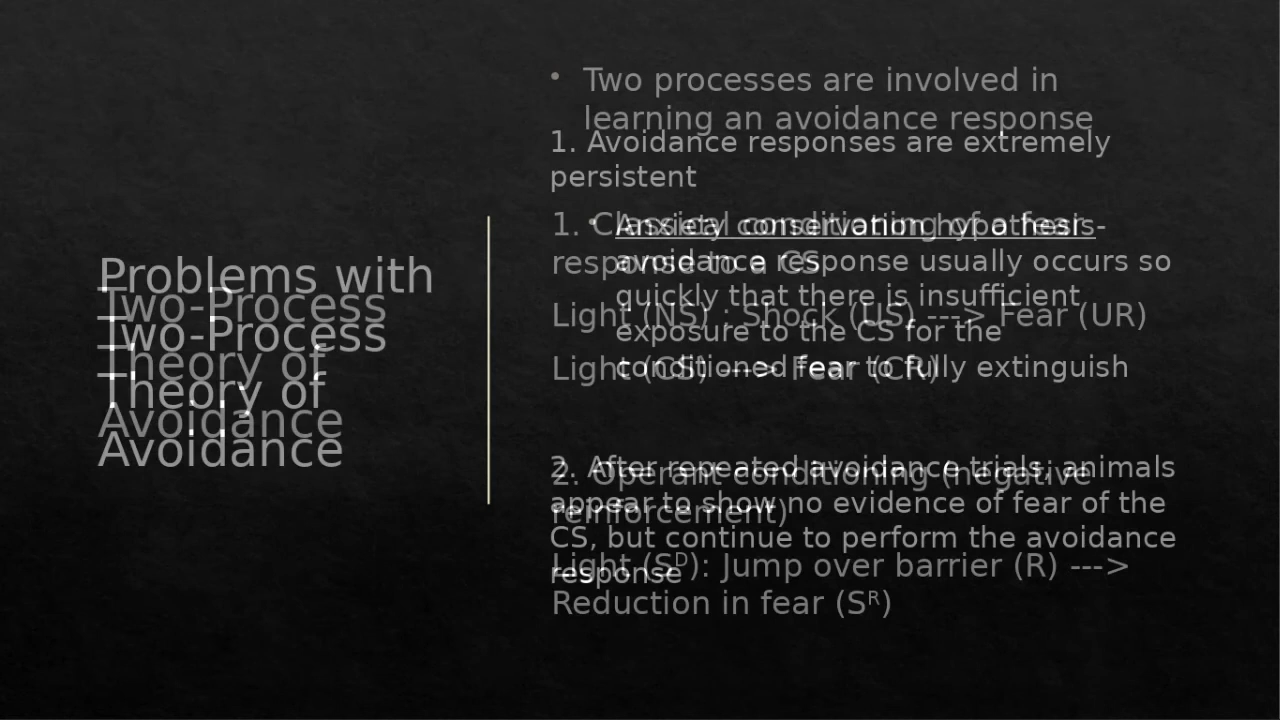 Two-Process
Theory of
Avoidance
• Two processes are involved in
learning an avoidance response
1. Classical conditioning of a fear
response to a CS
Light (NS) : Shock (US) ---> Fear (UR)
Light (CS) ---> Fear (CR)
2. Operant conditioning (negative
reinforcement)
Light (Sᴰ): Jump over barrier (R) --->
Reduction in fear (Sᴿ)
Problems with
Two-Process
Theory of
Avoidance
1. Avoidance responses are extremely
persistent
• Anxiety conservation hypothesis-
avoidance response usually occurs so
quickly that there is insufficient
exposure to the CS for the
conditioned fear to fully extinguish
2. After repeated avoidance trials, animals
appear to show no evidence of fear of the
CS, but continue to perform the avoidance
response